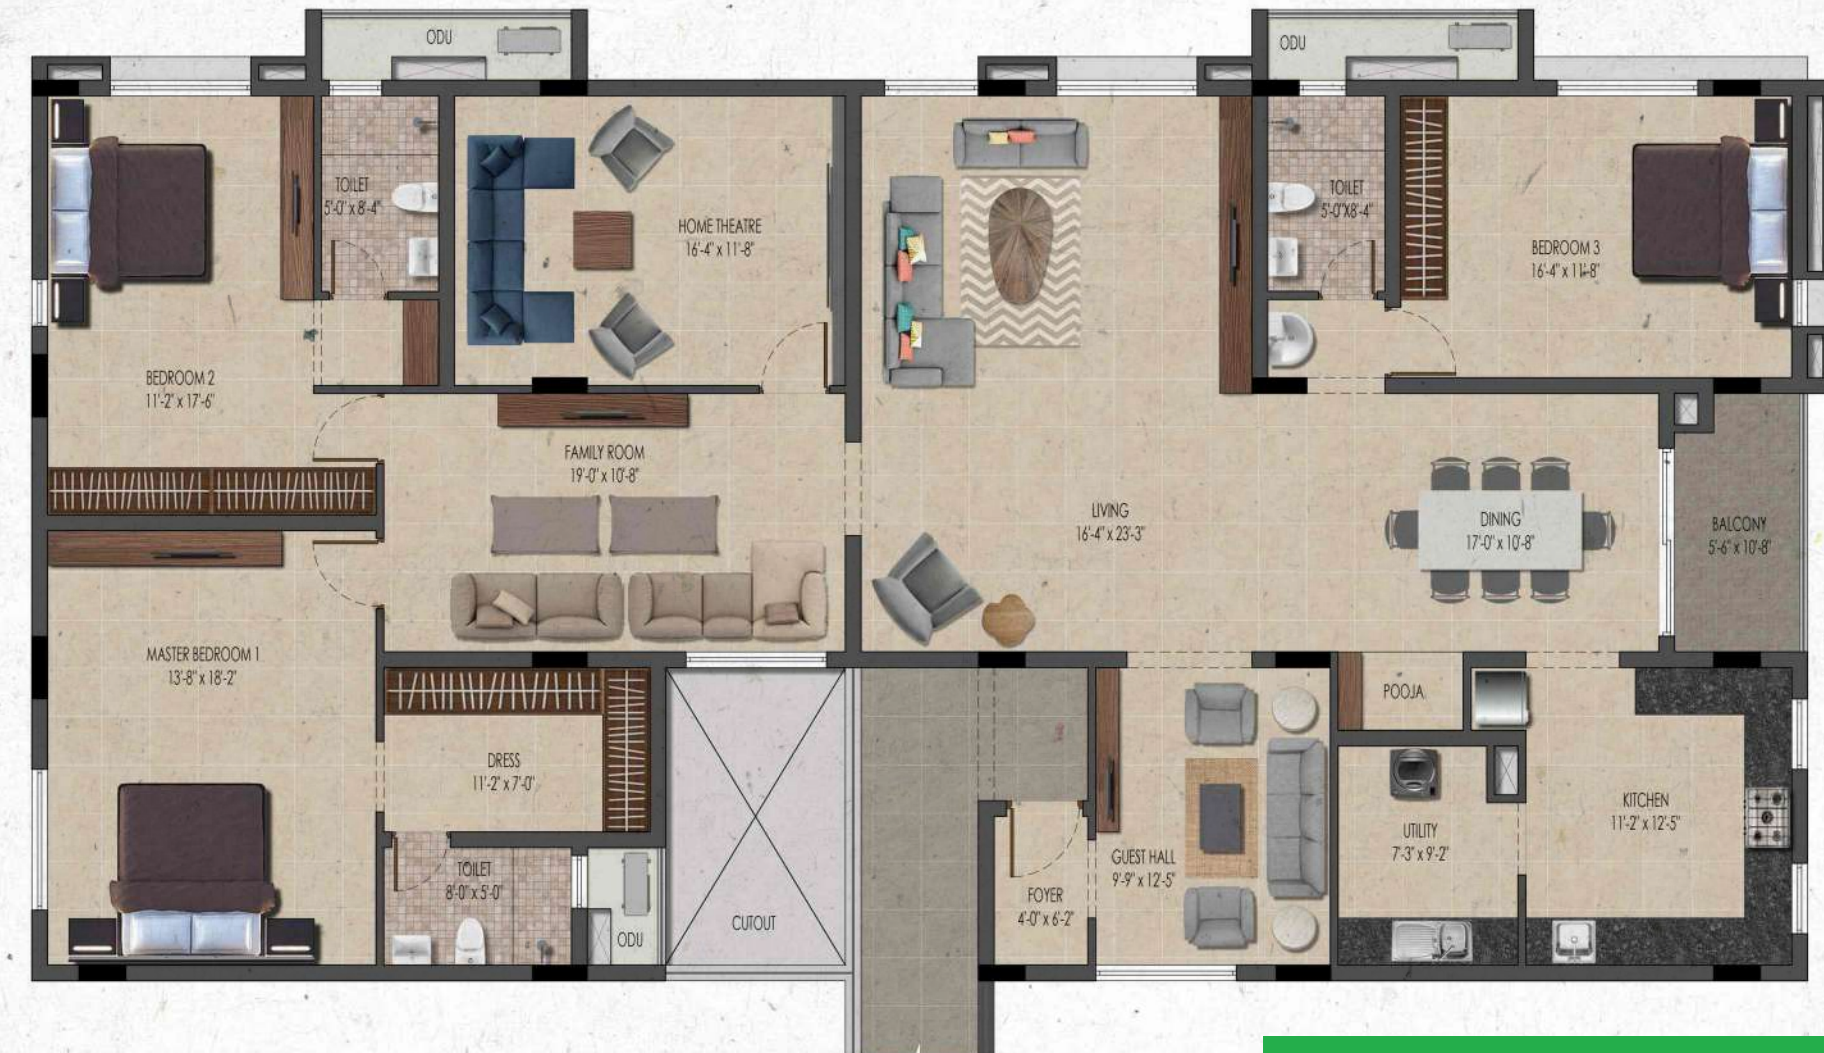 ODU
ODU
TOILET
5'-0" x 8'-4"
HOME THEATRE
16'-4" x 11'-8"
TOILET
5'-0"X8'-4"
BEDROOM 3
16'-4" x 11'-8"
BEDROOM 2
11'-2" x 17'-6"
FAMILY ROOM
19'-0" x 10'-8"
LIVING
16'-4" x 23'-3"
DINING
17'-0" x 10'-8"
BALCONY
5'-6" x 10'-8"
MASTER BEDROOM 1
13'-8" x 18'-2"
POOJA
DRESS
11'-2" x 7'-0"
KITCHEN
11'-2" x 12'-5"
UTILITY
7'-3" x 9'-2"
GUEST HALL
9'-9" x 12'-5"
TOILET
8'-0" x 5'-0"
FOYER
4'-0" x 6'-2"
CUTOUT
ODU